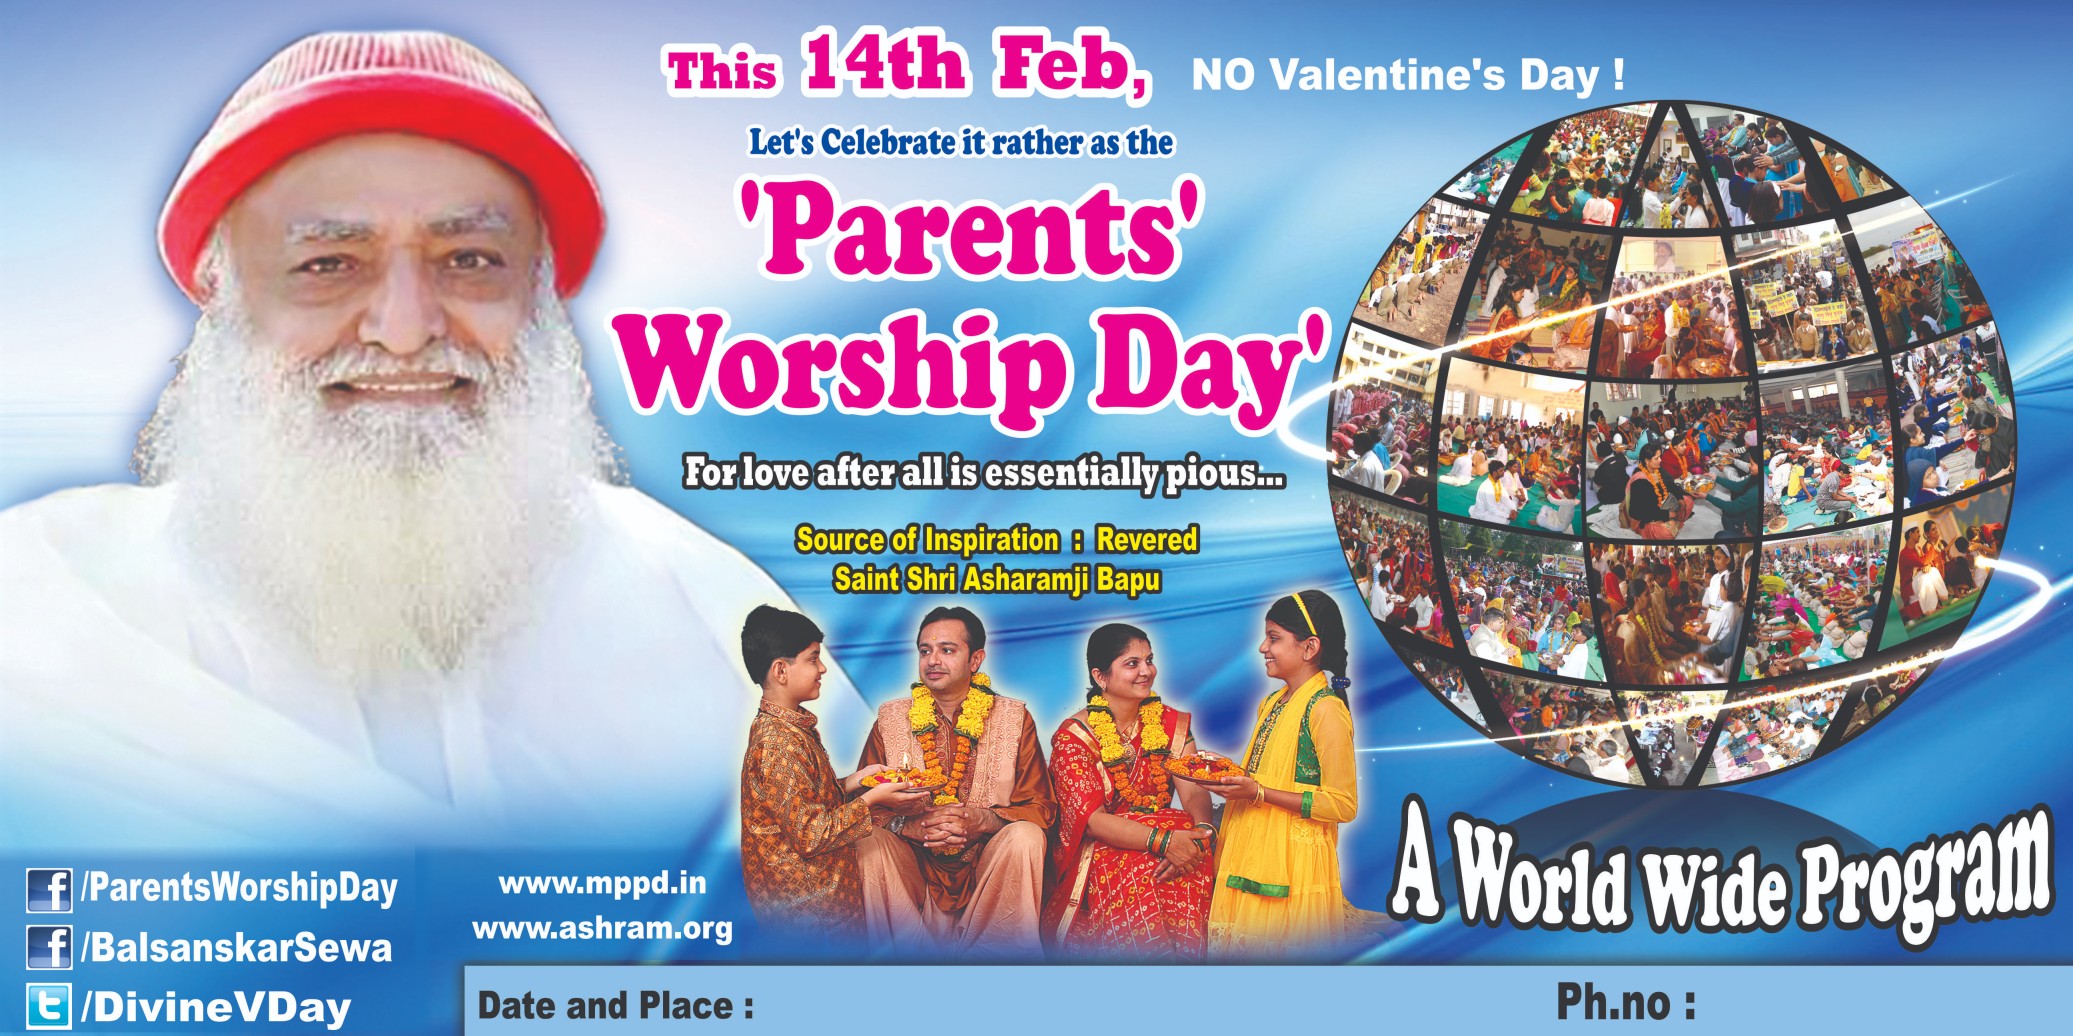 This 14th Feb, NO Valentine's Day !
Let's Celebrate it rather as the
'Parents'
Worship Day'
For love after all is essentially pious...
Source of Inspiration : Revered
Saint Shri Asharamji Bapu
A World Wide Program
/ParentsWorshipDay
/BalsanskarSewa
/DivineVDay
www.mppd.in
www.ashram.org
Date and Place :
Ph.no :